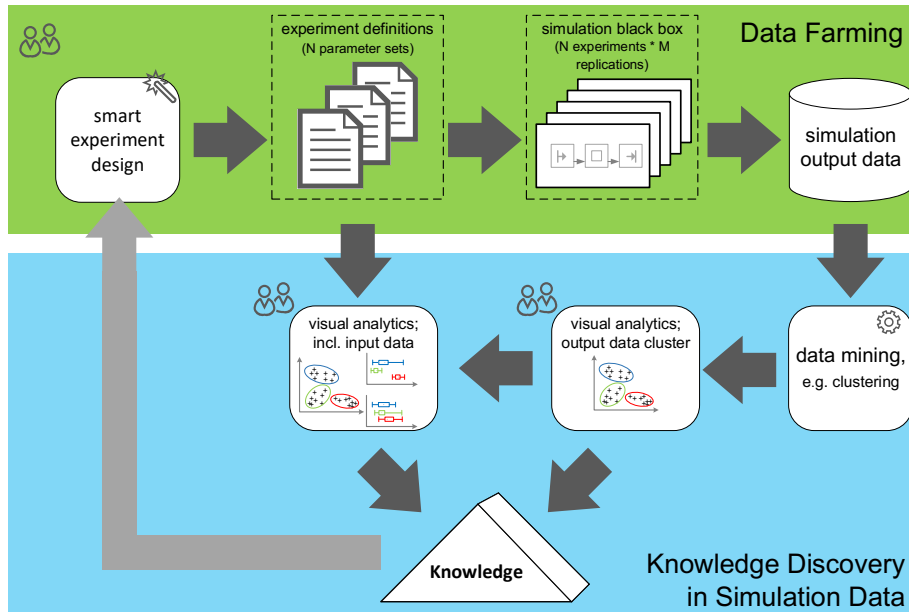 Data Farming
smart
experiment
design
experiment definitions
(N parameter sets)
simulation black box
(N experiments * M
replications)
simulation
output data
visual analytics;
incl. input data
visual analytics;
output data cluster
data mining,
e.g. clustering
Knowledge
Knowledge Discovery
in Simulation Data